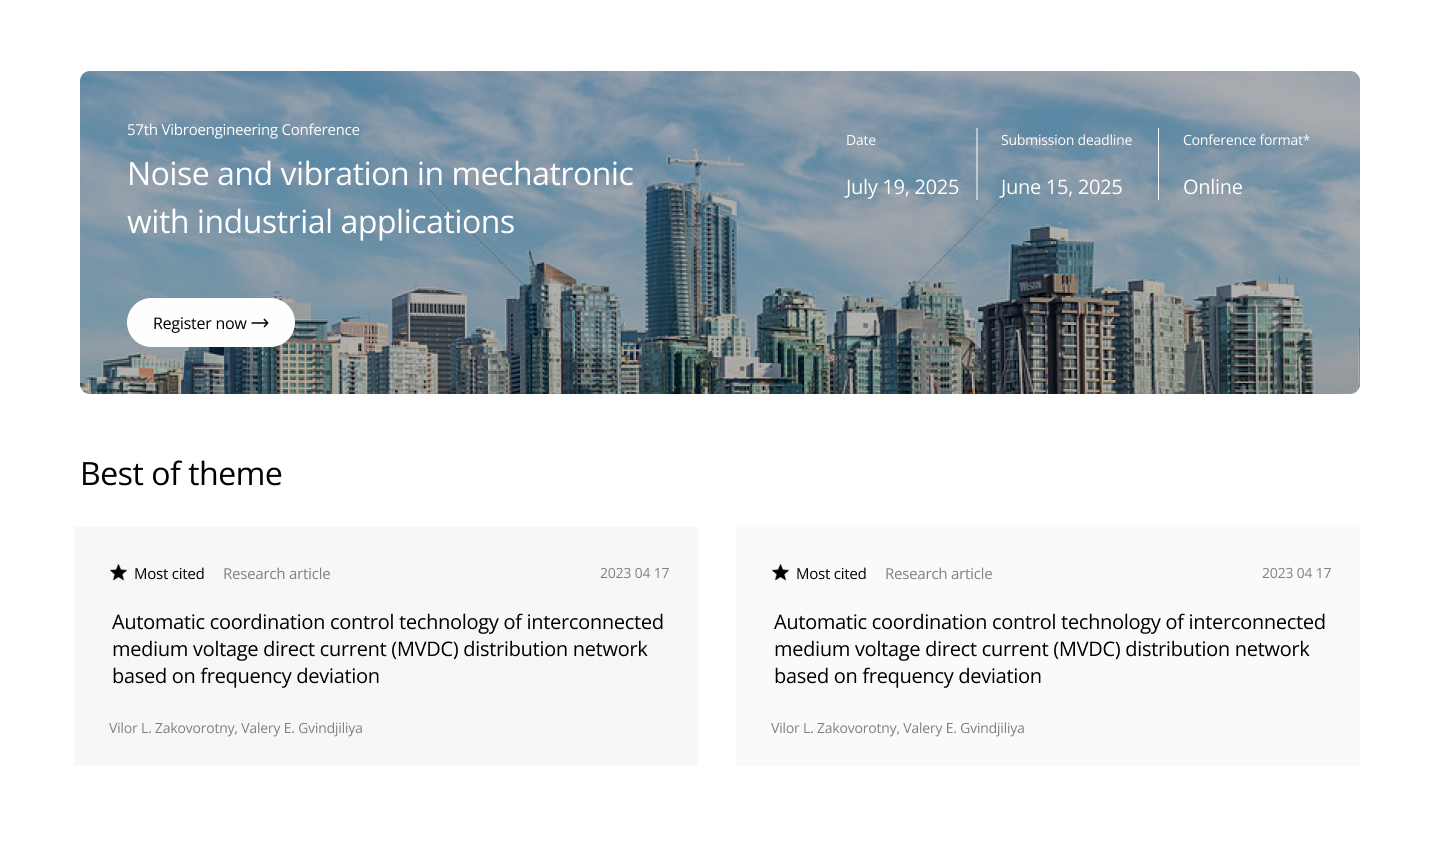 57th Vibroengineering Conference
Noise and vibration in mechatronic
with industrial applications
Register now →
Date
July 19, 2025
Submission deadline
June 15, 2025
Conference format*
Online
Best of theme
★ Most cited Research article 2023 04 17
Automatic coordination control technology of interconnected
medium voltage direct current (MVDC) distribution network
based on frequency deviation
Vilor L. Zakovorotny, Valery E. Gvindjiliya
★ Most cited Research article 2023 04 17
Automatic coordination control technology of interconnected
medium voltage direct current (MVDC) distribution network
based on frequency deviation
Vilor L. Zakovorotny, Valery E. Gvindjiliya